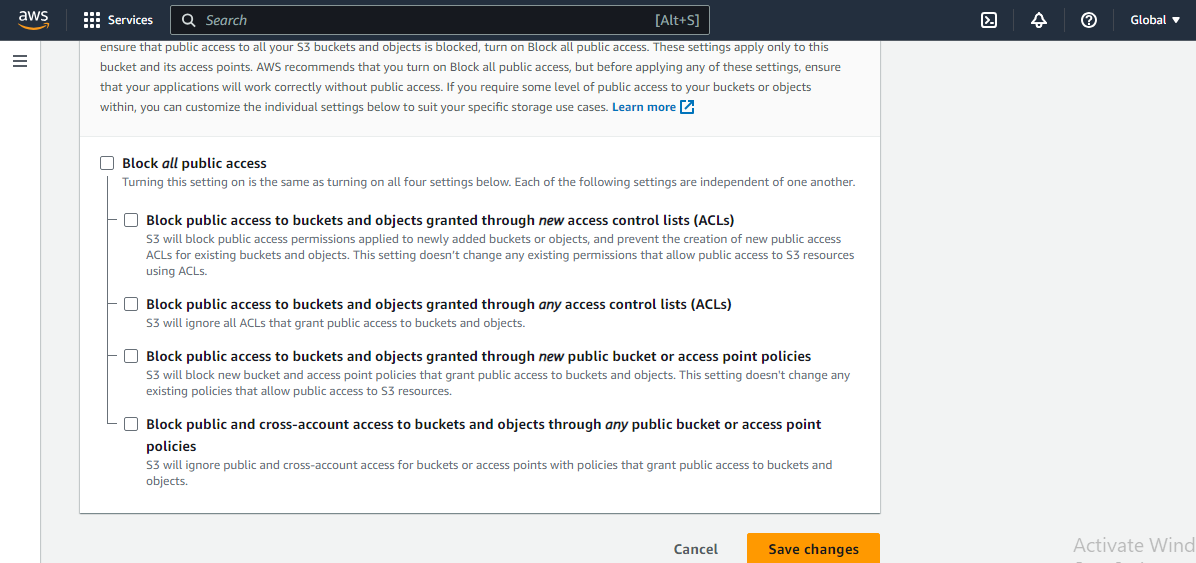 aws
Services
Search
[Alt+S]
Global
ensure that public access to all your S3 buckets and objects is blocked, turn on Block all public access. These settings apply only to this
bucket and its access points. AWS recommends that you turn on Block all public access, but before applying any of these settings, ensure
that your applications will work correctly without public access. If you require some level of public access to your buckets or objects
within, you can customize the individual settings below to suit your specific storage use cases. Learn more
Block all public access
Turning this setting on is the same as turning on all four settings below. Each of the following settings are independent of one another.
Block public access to buckets and objects granted through new access control lists (ACLs)
S3 will block public access permissions applied to newly added buckets or objects, and prevent the creation of new public access
ACLs for existing buckets and objects. This setting doesn't change any existing permissions that allow public access to S3 resources
using ACLs.
Block public access to buckets and objects granted through any access control lists (ACLs)
S3 will ignore all ACLs that grant public access to buckets and objects.
Block public access to buckets and objects granted through new public bucket or access point policies
S3 will block new bucket and access point policies that grant public access to buckets and objects. This setting doesn't change any
existing policies that allow public access to S3 resources.
Block public and cross-account access to buckets and objects through any public bucket or access point
policies
S3 will ignore public and cross-account access for buckets or access points with policies that grant public access to buckets and
objects.
Cancel
Save changes
Activate Wind